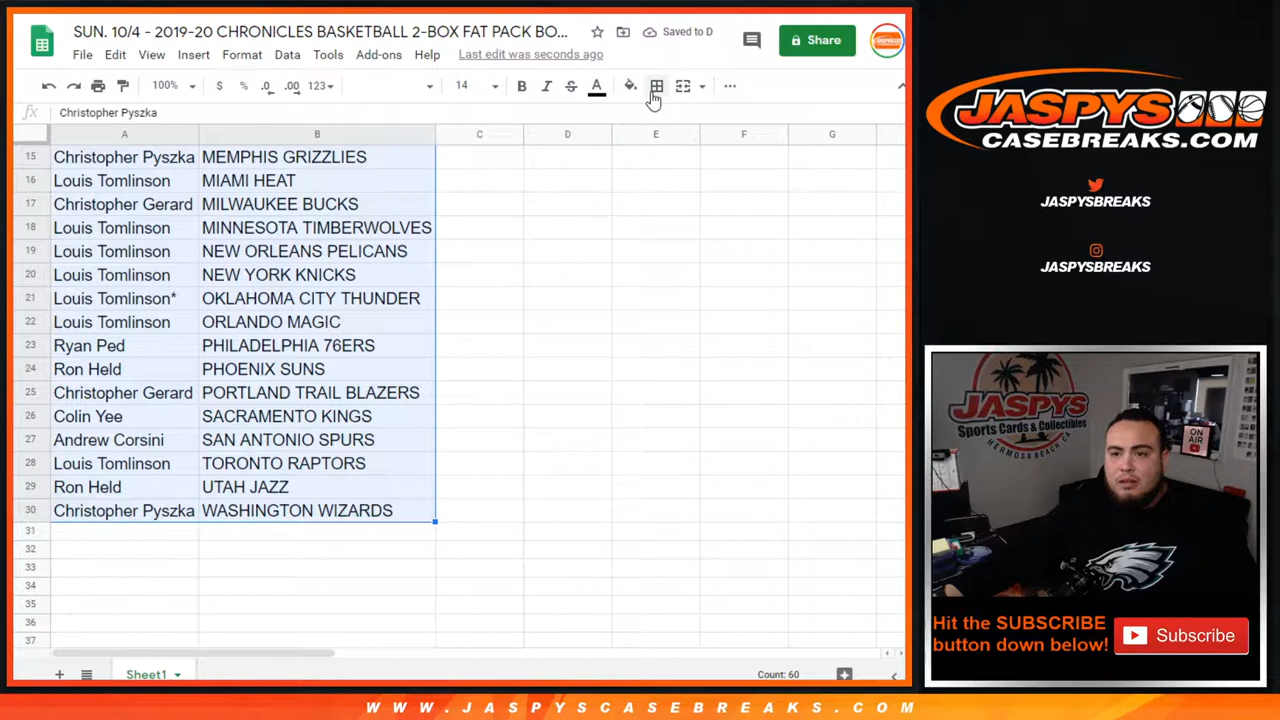 SUN. 10/4 - 2019-20 CHRONICLES BASKETBALL 2-BOX FAT PACK BO...
Saved to D
Share
File Edit View Insert Format Data Tools Add-ons Help Last edit was seconds ago
100% $ % .0 .00 123 14 B I S A
fx Christopher Pyszka
A B C D E F G
15 Christopher Pyszka MEMPHIS GRIZZLIES
16 Louis Tomlinson MIAMI HEAT
17 Christopher Gerard MILWAUKEE BUCKS
18 Louis Tomlinson MINNESOTA TIMBERWOLVES
19 Louis Tomlinson NEW ORLEANS PELICANS
20 Louis Tomlinson NEW YORK KNICKS
21 Louis Tomlinson* OKLAHOMA CITY THUNDER
22 Louis Tomlinson ORLANDO MAGIC
23 Ryan Ped PHILADELPHIA 76ERS
24 Ron Held PHOENIX SUNS
25 Christopher Gerard PORTLAND TRAIL BLAZERS
26 Colin Yee SACRAMENTO KINGS
27 Andrew Corsini SAN ANTONIO SPURS
28 Louis Tomlinson TORONTO RAPTORS
29 Ron Held UTAH JAZZ
30 Christopher Pyszka WASHINGTON WIZARDS
31
32
33
34
35
36
37
Sheet1
Count: 60
JASPYS
CASEBREAKS.COM
JASPYSBREAKS
JASPYSBREAKS
JASPYS
Sports Cards & Collectibles
HERMOSA BEACH, CA
ON
AIR
Hit the SUBSCRIBE
button down below!
Subscribe
WWW.JASPYSCASEBREAKS.COM